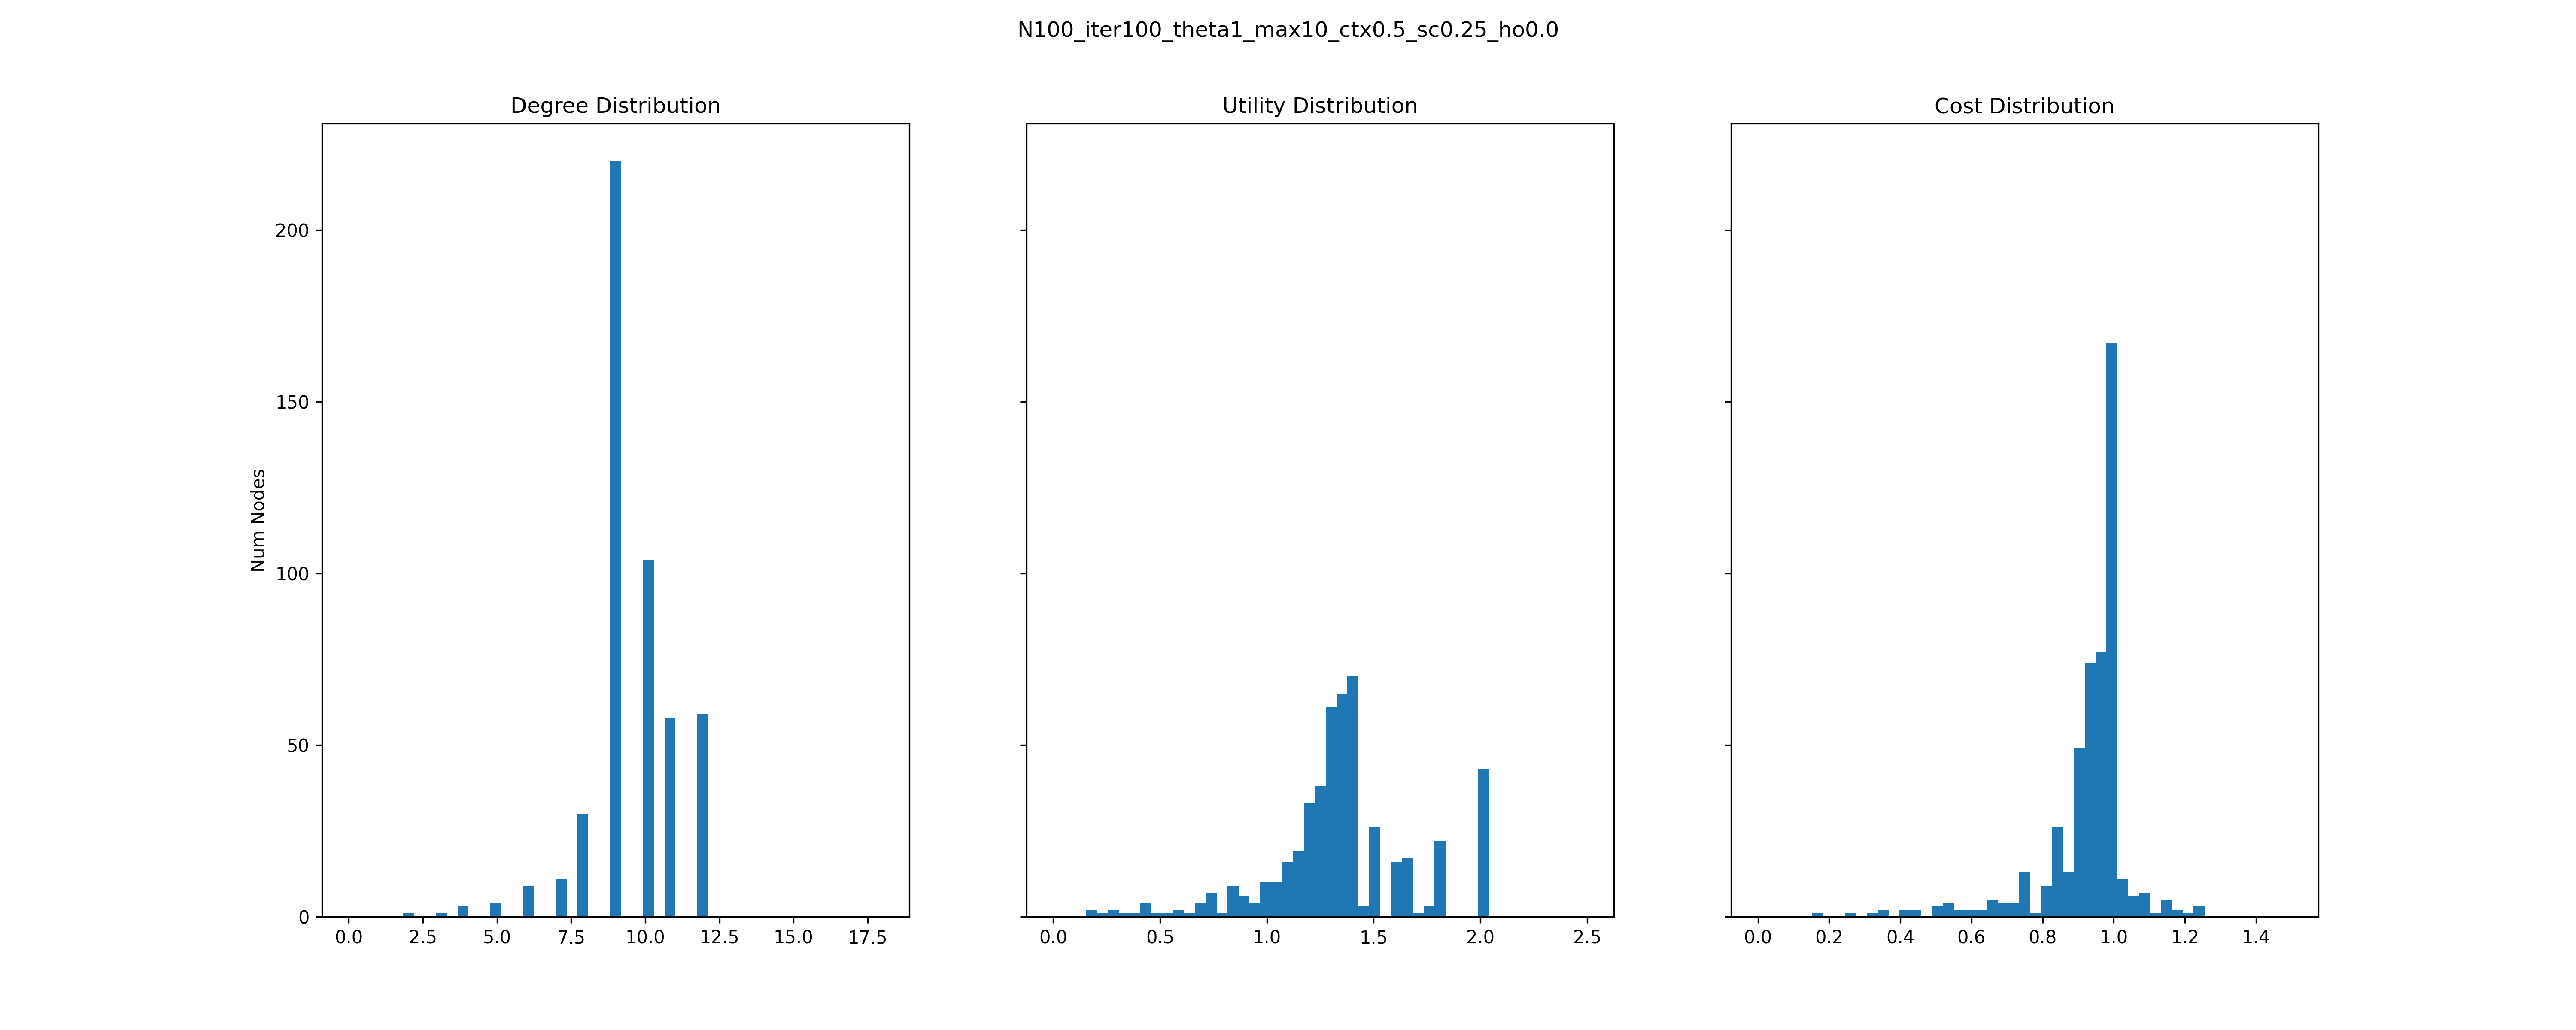 N100_iter100_theta1_max10_ctx0.5_sc0.25_ho0.0
Degree Distribution
Utility Distribution
Cost Distribution
Num Nodes
200
150
100
50
0
0.0 2.5 5.0 7.5 10.0 12.5 15.0 17.5
0.0 0.5 1.0 1.5 2.0 2.5
0.0 0.2 0.4 0.6 0.8 1.0 1.2 1.4